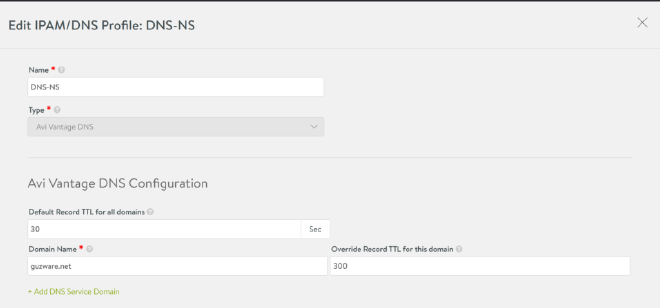 Edit IPAM/DNS Profile: DNS-NS
Name *
DNS-NS
Type *
Avi Vantage DNS
Avi Vantage DNS Configuration
Default Record TTL for all domains
30 Sec
Domain Name * Override Record TTL for this domain
guzware.net 300
+ Add DNS Service Domain